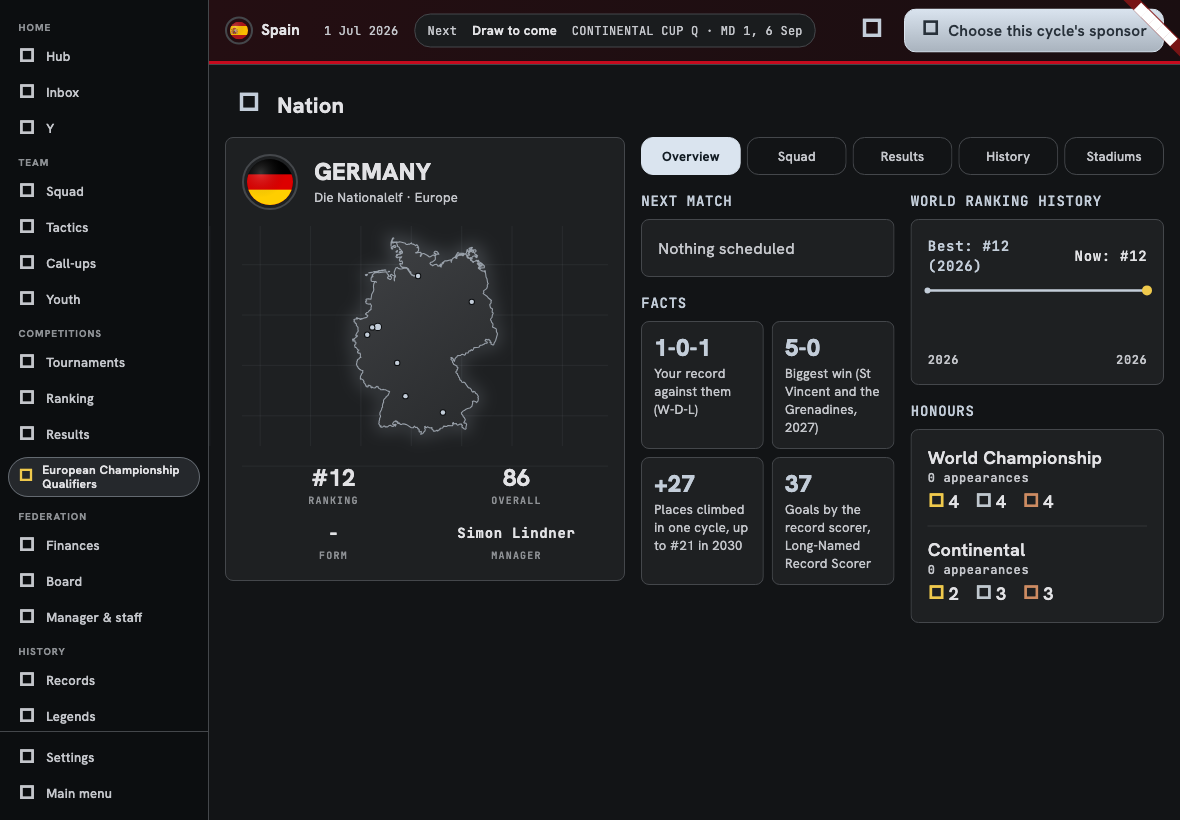 HOME
Hub
Inbox
Y
TEAM
Squad
Tactics
Call-ups
Youth
COMPETITIONS
Tournaments
Ranking
Results
European Championship
Qualifiers
FEDERATION
Finances
Board
Manager & staff
HISTORY
Records
Legends
Settings
Main menu
Spain
1 Jul 2026
Next Draw to come CONTINENTAL CUP Q · MD 1, 6 Sep
Choose this cycle's sponsor
Nation
GERMANY
Die Nationalelf · Europe
#12
RANKING
86
OVERALL
–
FORM
Simon Lindner
MANAGER
Overview
Squad
Results
History
Stadiums
NEXT MATCH
Nothing scheduled
FACTS
1-0-1
Your record
against them
(W-D-L)
5-0
Biggest win (St
Vincent and the
Grenadines,
2027)
+27
Places climbed
in one cycle, up
to #21 in 2030
37
Goals by the
record scorer,
Long-Named
Record Scorer
WORLD RANKING HISTORY
Best: #12
(2026)
Now: #12
2026
2026
HONOURS
World Championship
0 appearances
4 4 4
Continental
0 appearances
2 3 3